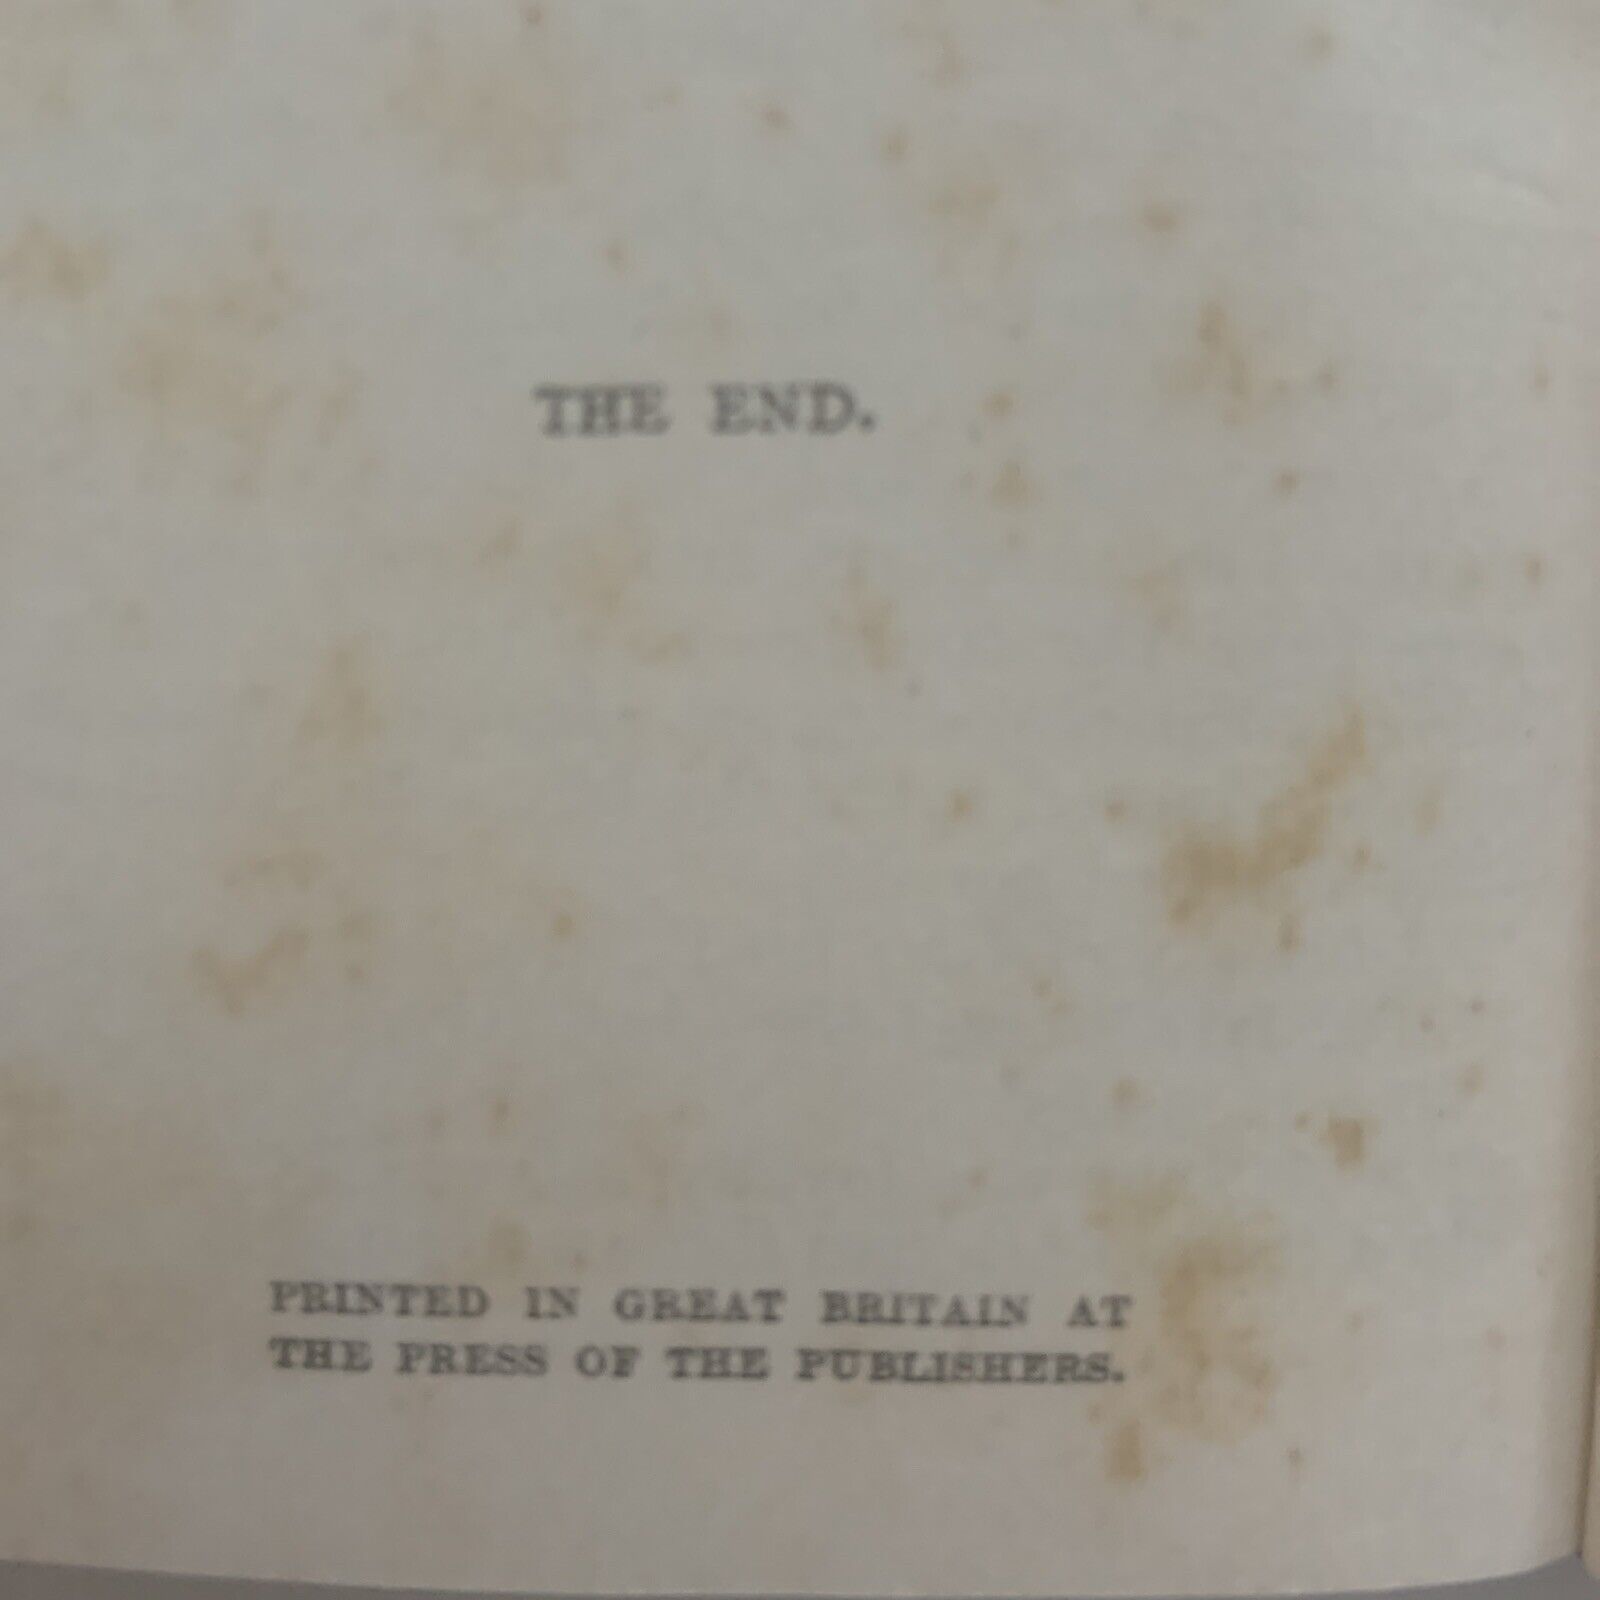 THE END.
PRINTED IN GREAT BRITAIN AT
THE PRESS OF THE PUBLISHERS.